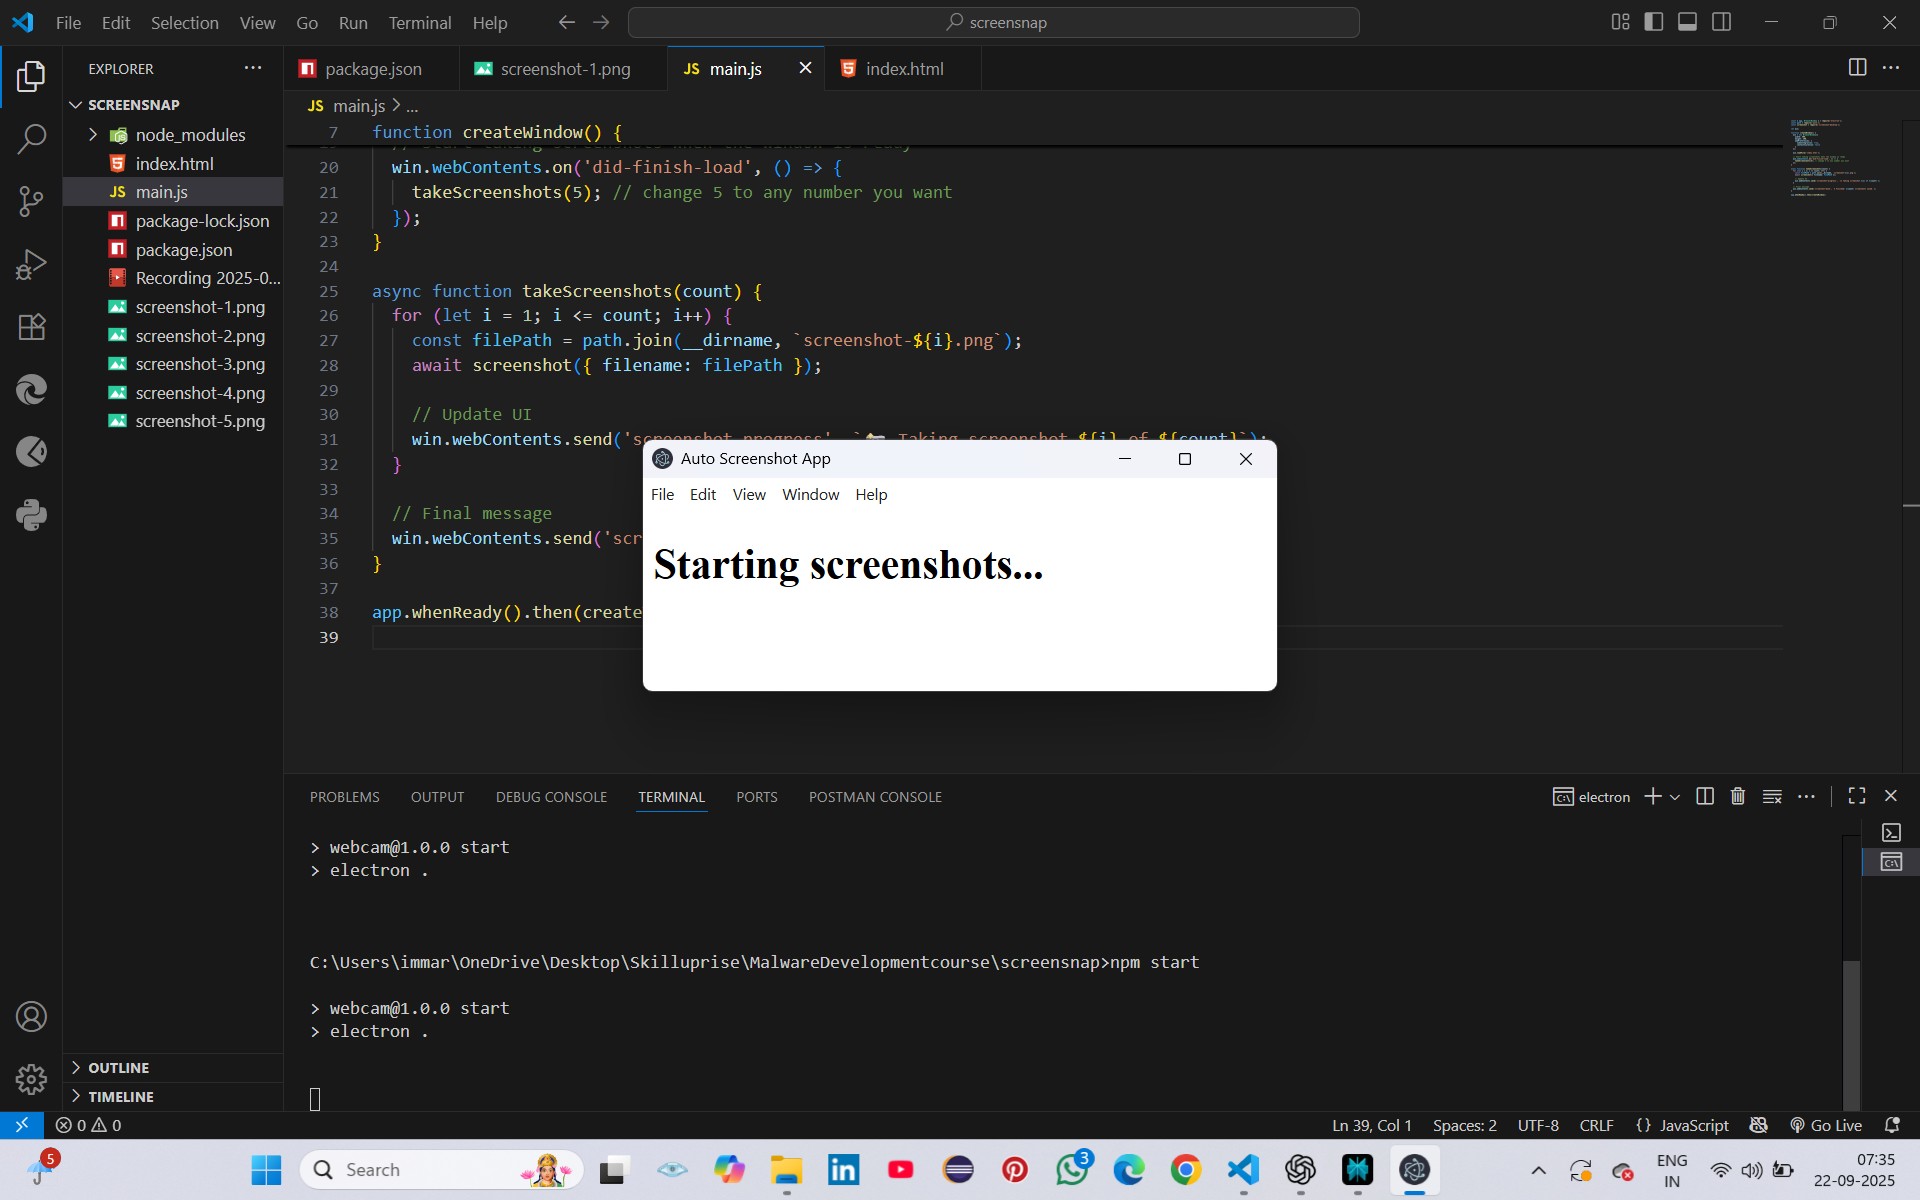 File Edit Selection View Go Run Terminal Help
screensnap
EXPLORER
SCREENSNAP
node_modules
index.html
JS main.js
package-lock.json
package.json
Recording 2025-0...
screenshot-1.png
screenshot-2.png
screenshot-3.png
screenshot-4.png
screenshot-5.png
OUTLINE
TIMELINE
package.json
screenshot-1.png
JS main.js
index.html
JS main.js > ...
7 function createWindow() {
20 win.webContents.on('did-finish-load', () => {
21 takeScreenshots(5); // change 5 to any number you want
22 });
23 }
24
25 async function takeScreenshots(count) {
26 for (let i = 1; i <= count; i++) {
27 const filePath = path.join(__dirname, `screenshot-${i}.png`);
28 await screenshot({ filename: filePath });
29
30 // Update UI
31 win.webContents.send('screenshot-progress', ` Taking screenshot ${i} of ${count}`);
32 }
33
34 // Final message
35 win.webContents.send('scr
36 }
37
38 app.whenReady().then(create
39
Auto Screenshot App
File Edit View Window Help
Starting screenshots...
PROBLEMS OUTPUT DEBUG CONSOLE TERMINAL PORTS POSTMAN CONSOLE
electron
> webcam@1.0.0 start
> electron .
C:\Users\immar\OneDrive\Desktop\Skilluprise\MalwareDevelopmentcourse\screensnap>npm start
> webcam@1.0.0 start
> electron .
0 0
Ln 39, Col 1 Spaces: 2 UTF-8 CRLF {} JavaScript Go Live
5
Search
3
ENG
IN
07:35
22-09-2025